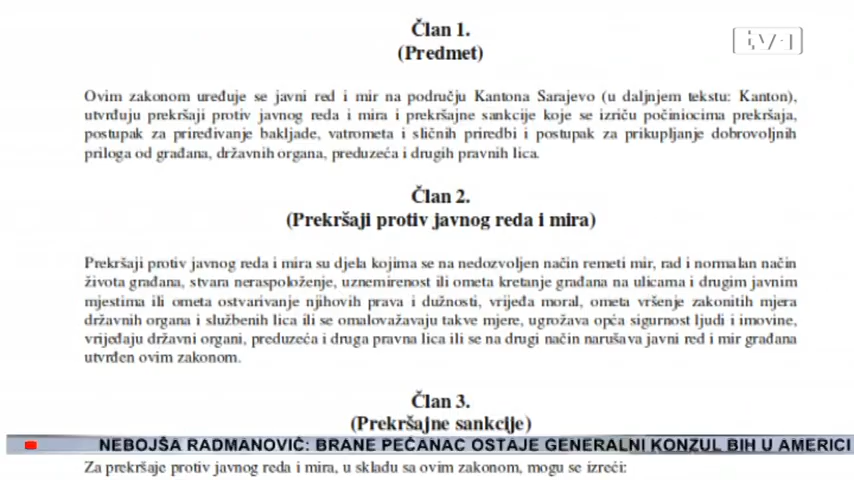 Član 1.
(Predmet)
TV1
Ovim zakonom uređuje se javni red i mir na području Kantona Sarajevo (u daljnjem tekstu: Kanton),
utvrđuju prekršaji protiv javnog reda i mira i prekršajne sankcije koje se izriču počiniocima prekršaja,
postupak za priređivanje bakljade, vatrometa i sličnih priredbi i postupak za prikupljanje dobrovoljnih
priloga od građana, državnih organa, preduzeća i drugih pravnih lica.
Član 2.
(Prekršaji protiv javnog reda i mira)
Prekršaji protiv javnog reda i mira su djela kojima se na nedozvoljen način remeti mir, rad i normalan način
života građana, stvara neraspoloženje, uznemirenost ili ometa kretanje građana na ulicama i drugim javnim
mjestima ili ometa ostvarivanje njihovih prava i dužnosti, vrijeđa moral, ometa vršenje zakonitih mjera
državnih organa i službenih lica ili se omalovažavaju takve mjere, ugrožava opća sigurnost ljudi i imovine,
vrijeđaju državni organi, preduzeća i druga pravna lica ili se na drugi način narušava javni red i mir građana
utvrđen ovim zakonom.
Član 3.
(Prekršajne sankcije)
NEBOJŠA RADMANOVIĆ: BRANE PEĆANAC OSTAJE GENERALNI KONZUL BIH U AMERICI
Za prekršaje protiv javnog reda i mira, u skladu sa ovim zakonom, mogu se izreći: